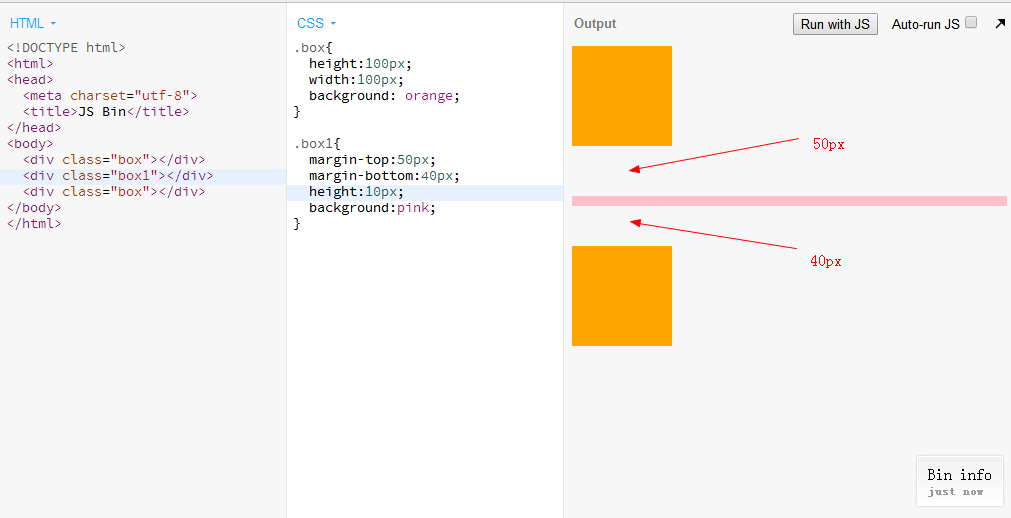 HTML
<!DOCTYPE html>
<html>
<head>
  <meta charset="utf-8">
  <title>JS Bin</title>
</head>
<body>
  <div class="box"></div>
  <div class="box1"></div>
  <div class="box"></div>
</body>
</html>
CSS
.box{
  height:100px;
  width:100px;
  background: orange;
}

.box1{
  margin-top:50px;
  margin-bottom:40px;
  height:10px;
  background:pink;
}
Output
Run with JS
Auto-run JS
50px
40px
Bin info
just now